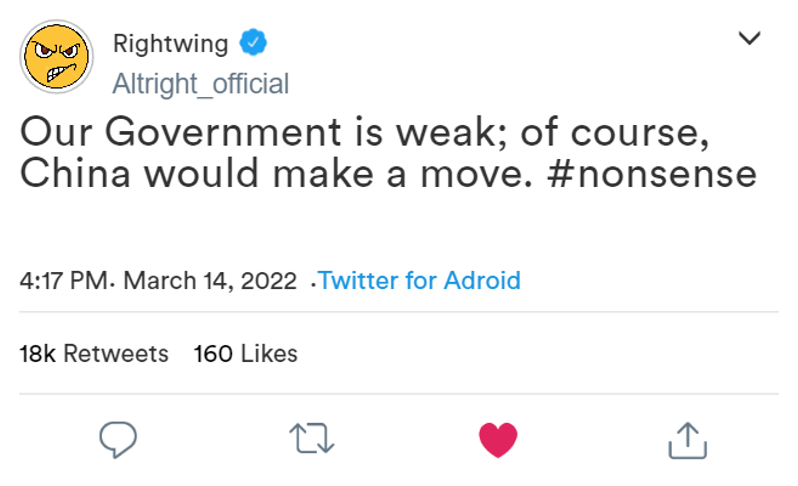 Rightwing
Altright_official
Our Government is weak; of course,
China would make a move. #nonsense
4:17 PM. March 14, 2022 .Twitter for Adroid
18k Retweets 160 Likes